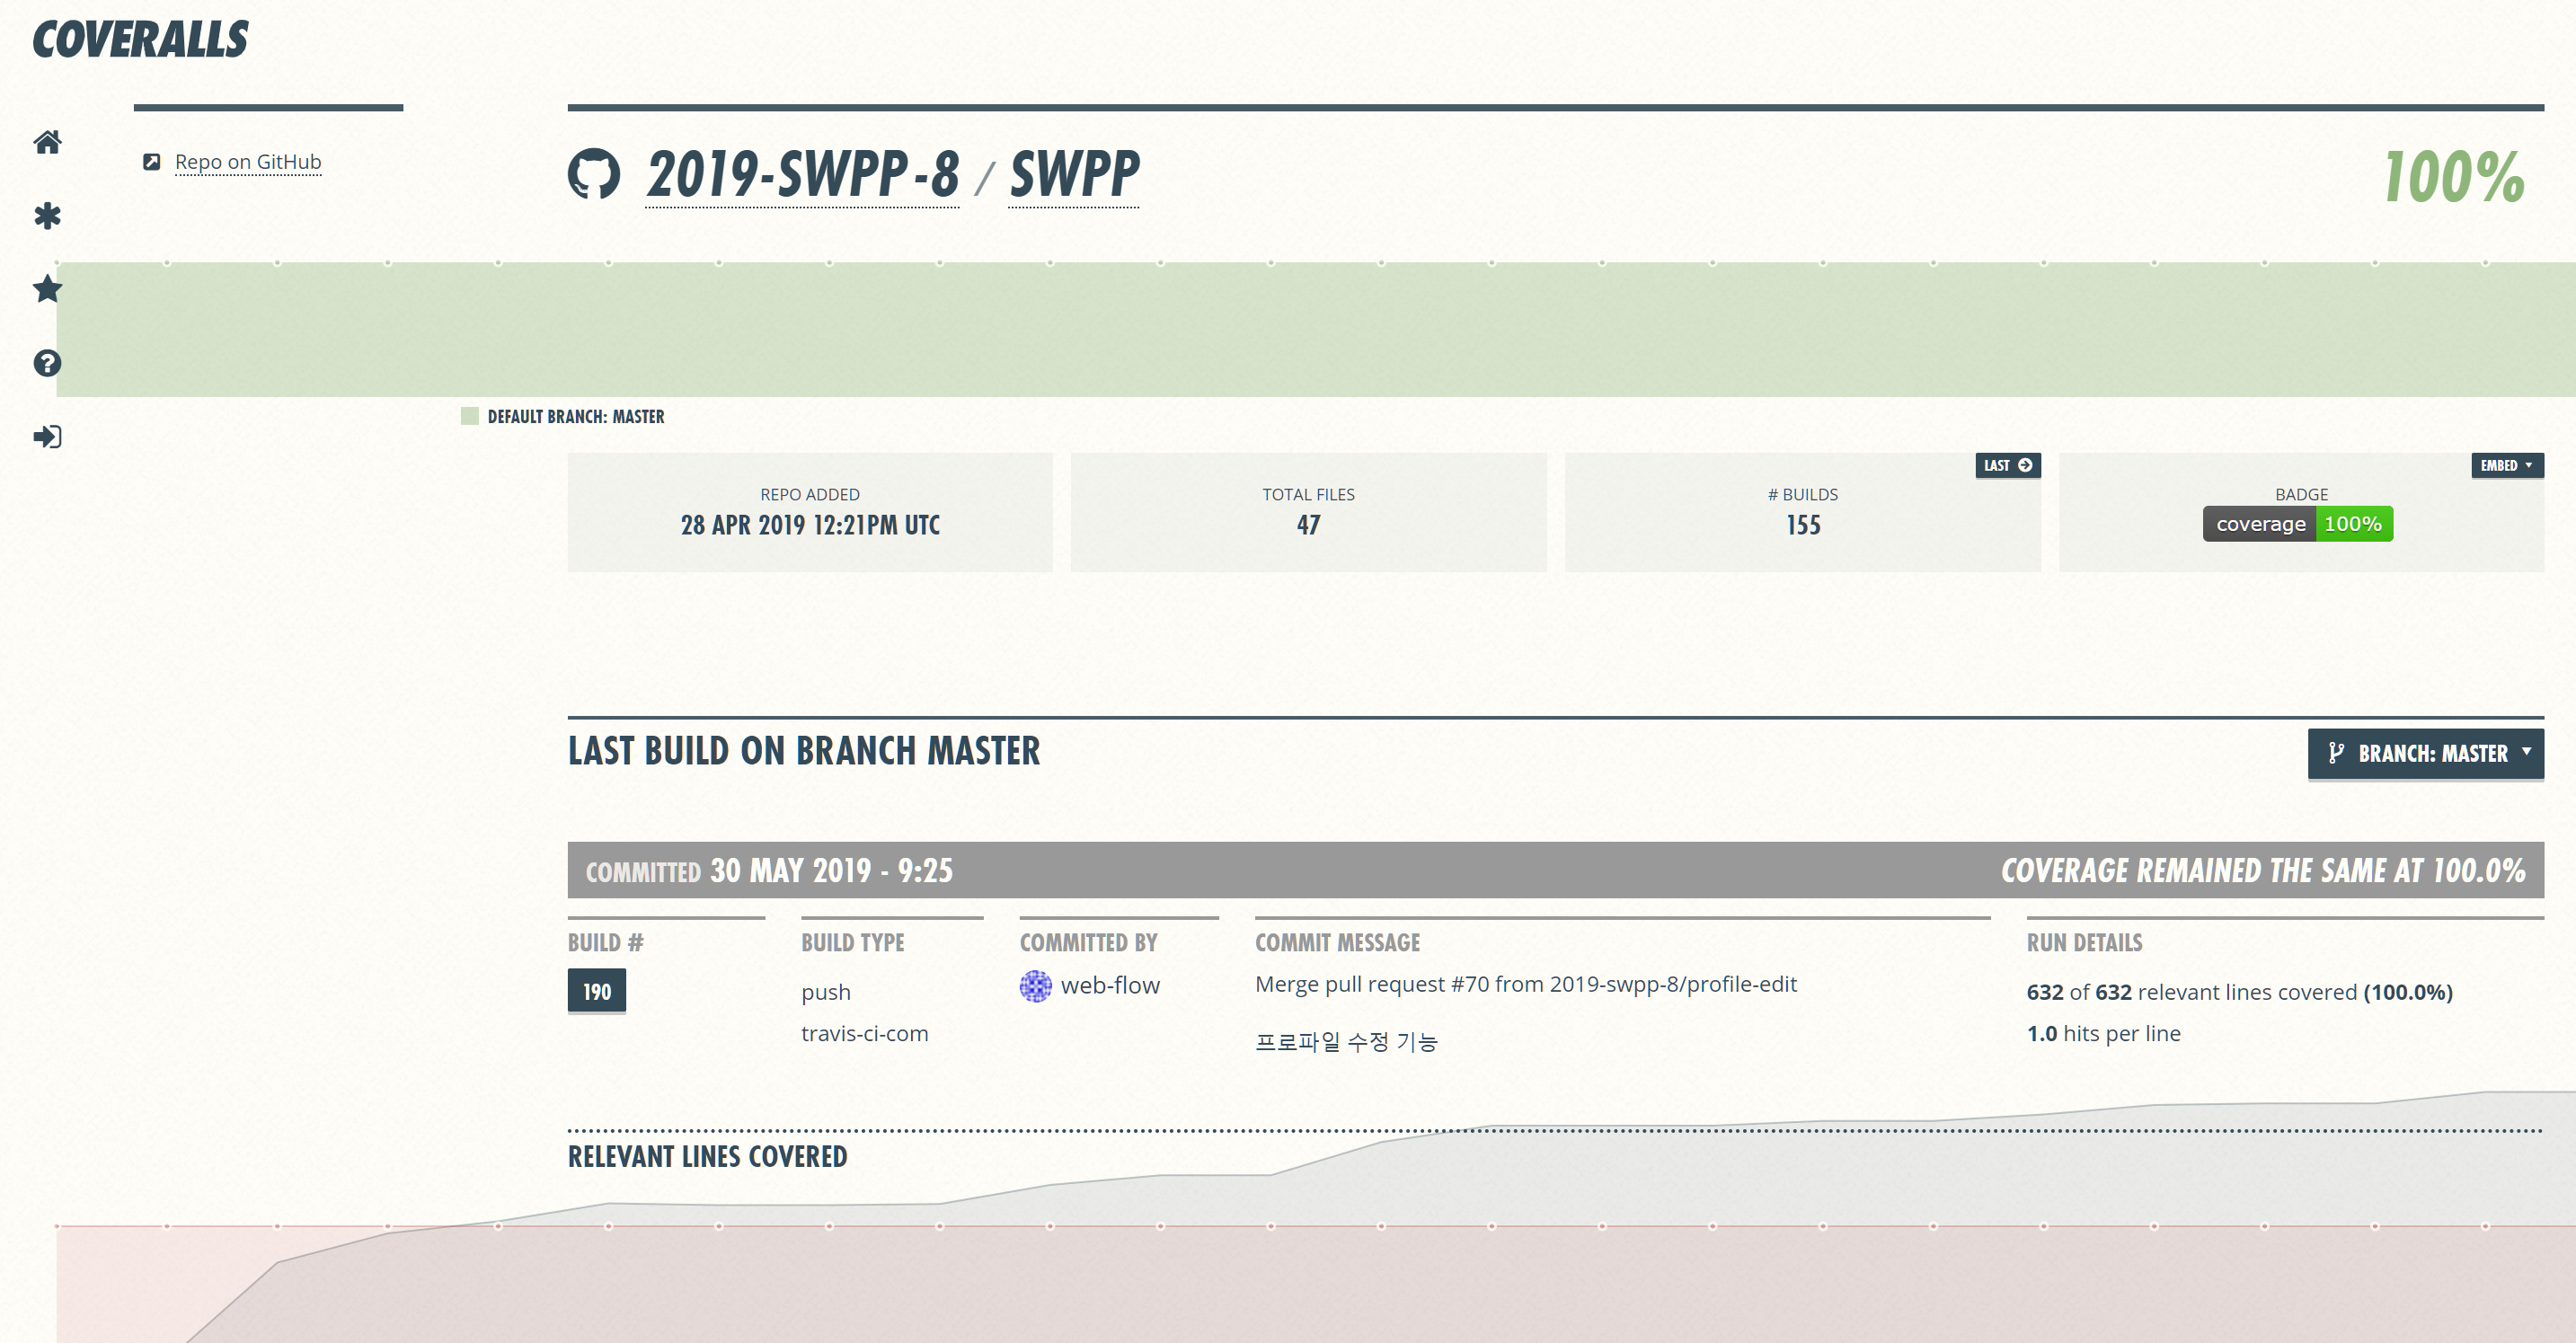 COVERALLS
Repo on GitHub
2019-SWPP-8 / SWPP
100%
DEFAULT BRANCH: MASTER
REPO ADDED
28 APR 2019 12:21PM UTC
TOTAL FILES
47
LAST
# BUILDS
155
EMBED
BADGE
coverage 100%
LAST BUILD ON BRANCH MASTER
BRANCH: MASTER
COMMITTED 30 MAY 2019 - 9:25
COVERAGE REMAINED THE SAME AT 100.0%
BUILD #
190
BUILD TYPE
push
travis-ci-com
COMMITTED BY
web-flow
COMMIT MESSAGE
Merge pull request #70 from 2019-swpp-8/profile-edit
프로파일 수정 기능
RUN DETAILS
632 of 632 relevant lines covered (100.0%)
1.0 hits per line
RELEVANT LINES COVERED